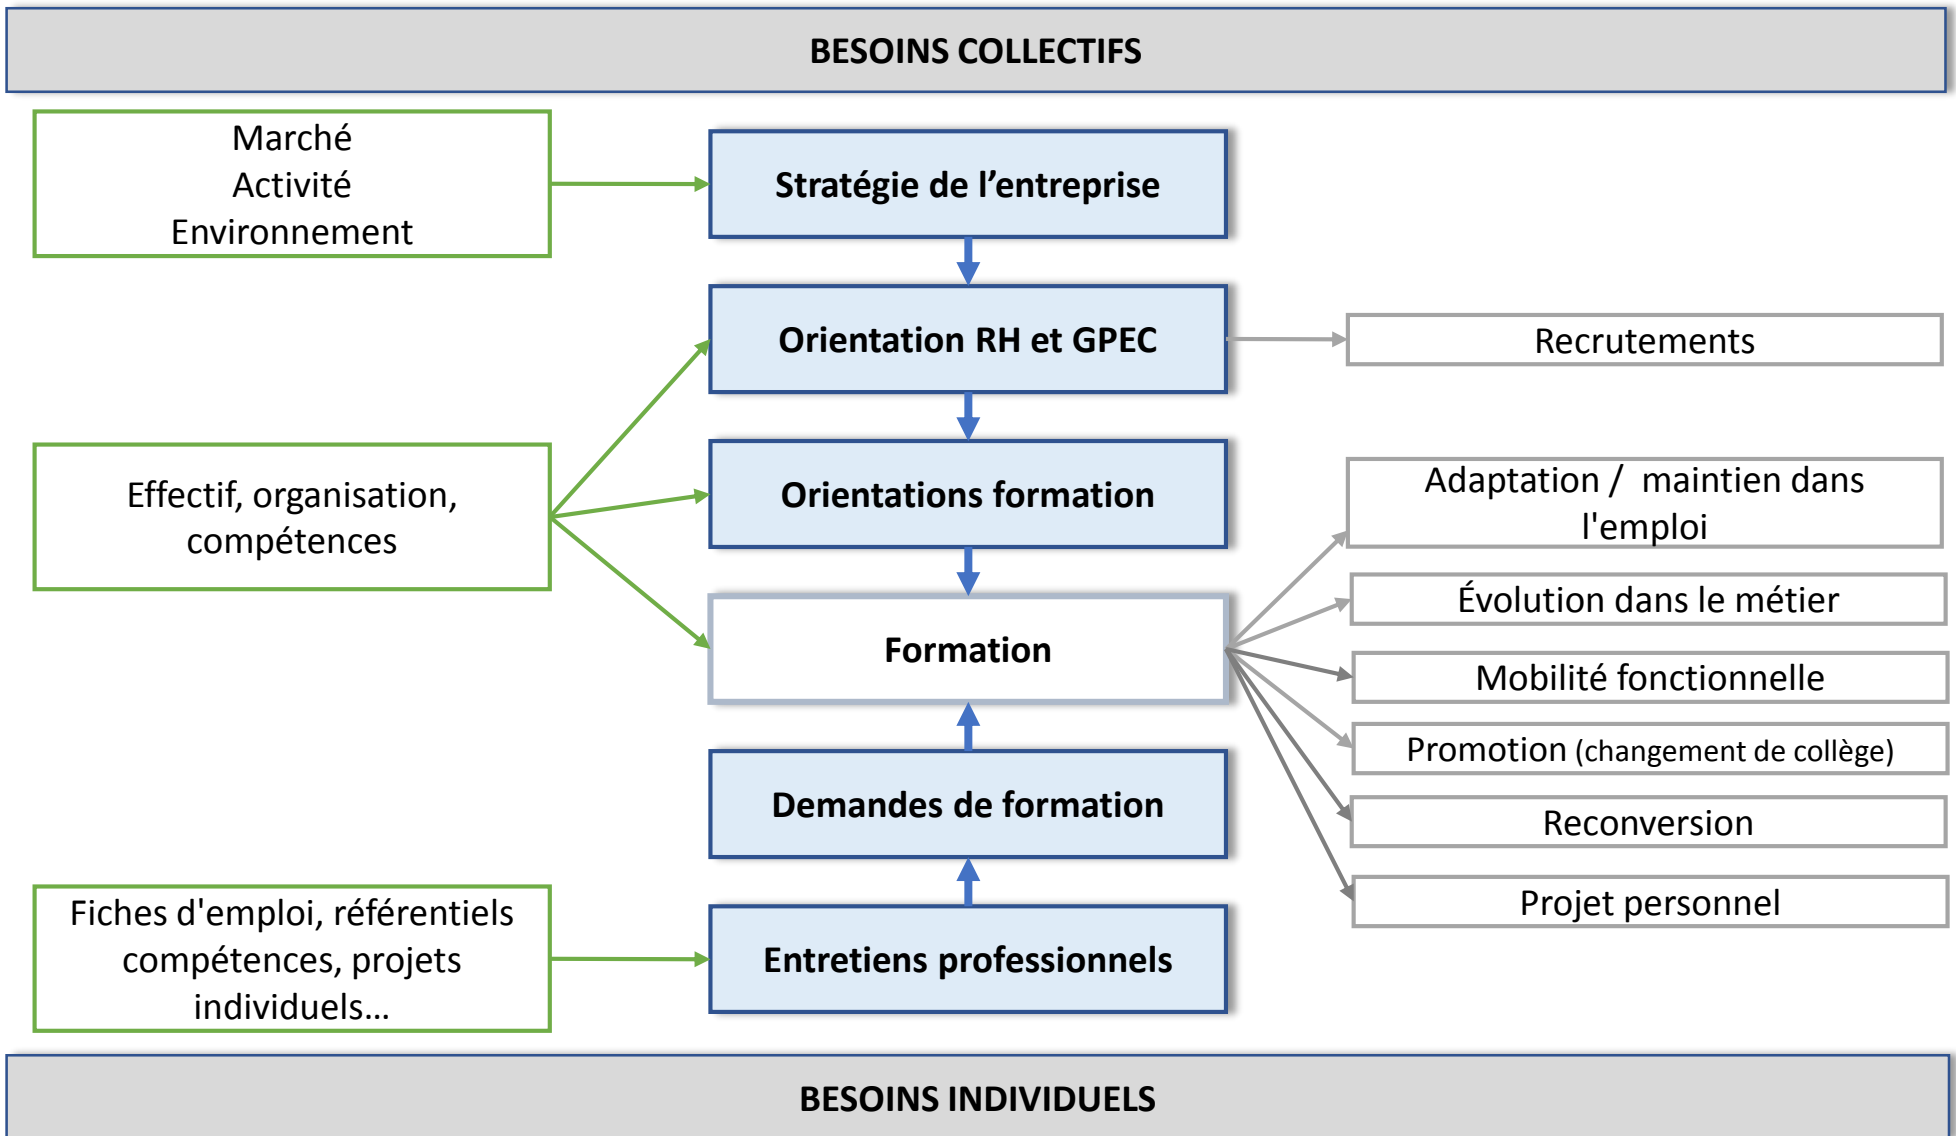 BESOINS COLLECTIFS
Marché
Activité
Environnement
Stratégie de l’entreprise
Orientation RH et GPEC
Recrutements
Effectif, organisation,
compétences
Orientations formation
Adaptation /  maintien dans
l'emploi
Évolution dans le métier
Formation
Mobilité fonctionnelle
Promotion (changement de collège)
Demandes de formation
Reconversion
Projet personnel
Fiches d'emploi, référentiels
compétences, projets
individuels…
Entretiens professionnels
BESOINS INDIVIDUELS